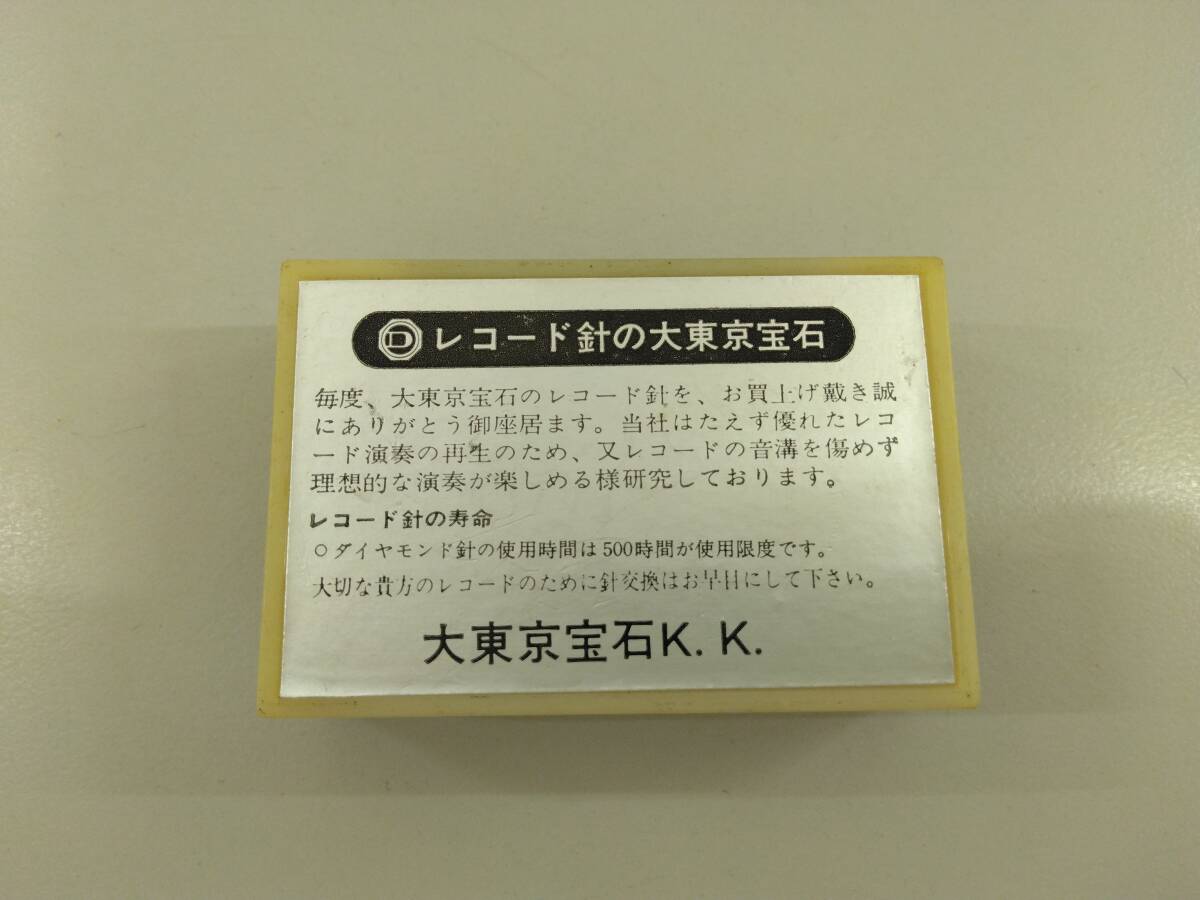 D レコード針の大東京宝石
毎度、大東京宝石のレコード針を、お買上げ戴き誠
にありがとう御座居ます。当社はたえず優れたレコ
ード演奏の再生のため、又レコードの音溝を傷めず
理想的な演奏が楽しめる様研究しております。
レコード針の寿命
○ダイヤモンド針の使用時間は500時間が使用限度です。
大切な貴方のレコードのために針交換はお早目にして下さい。
大東京宝石K.K.